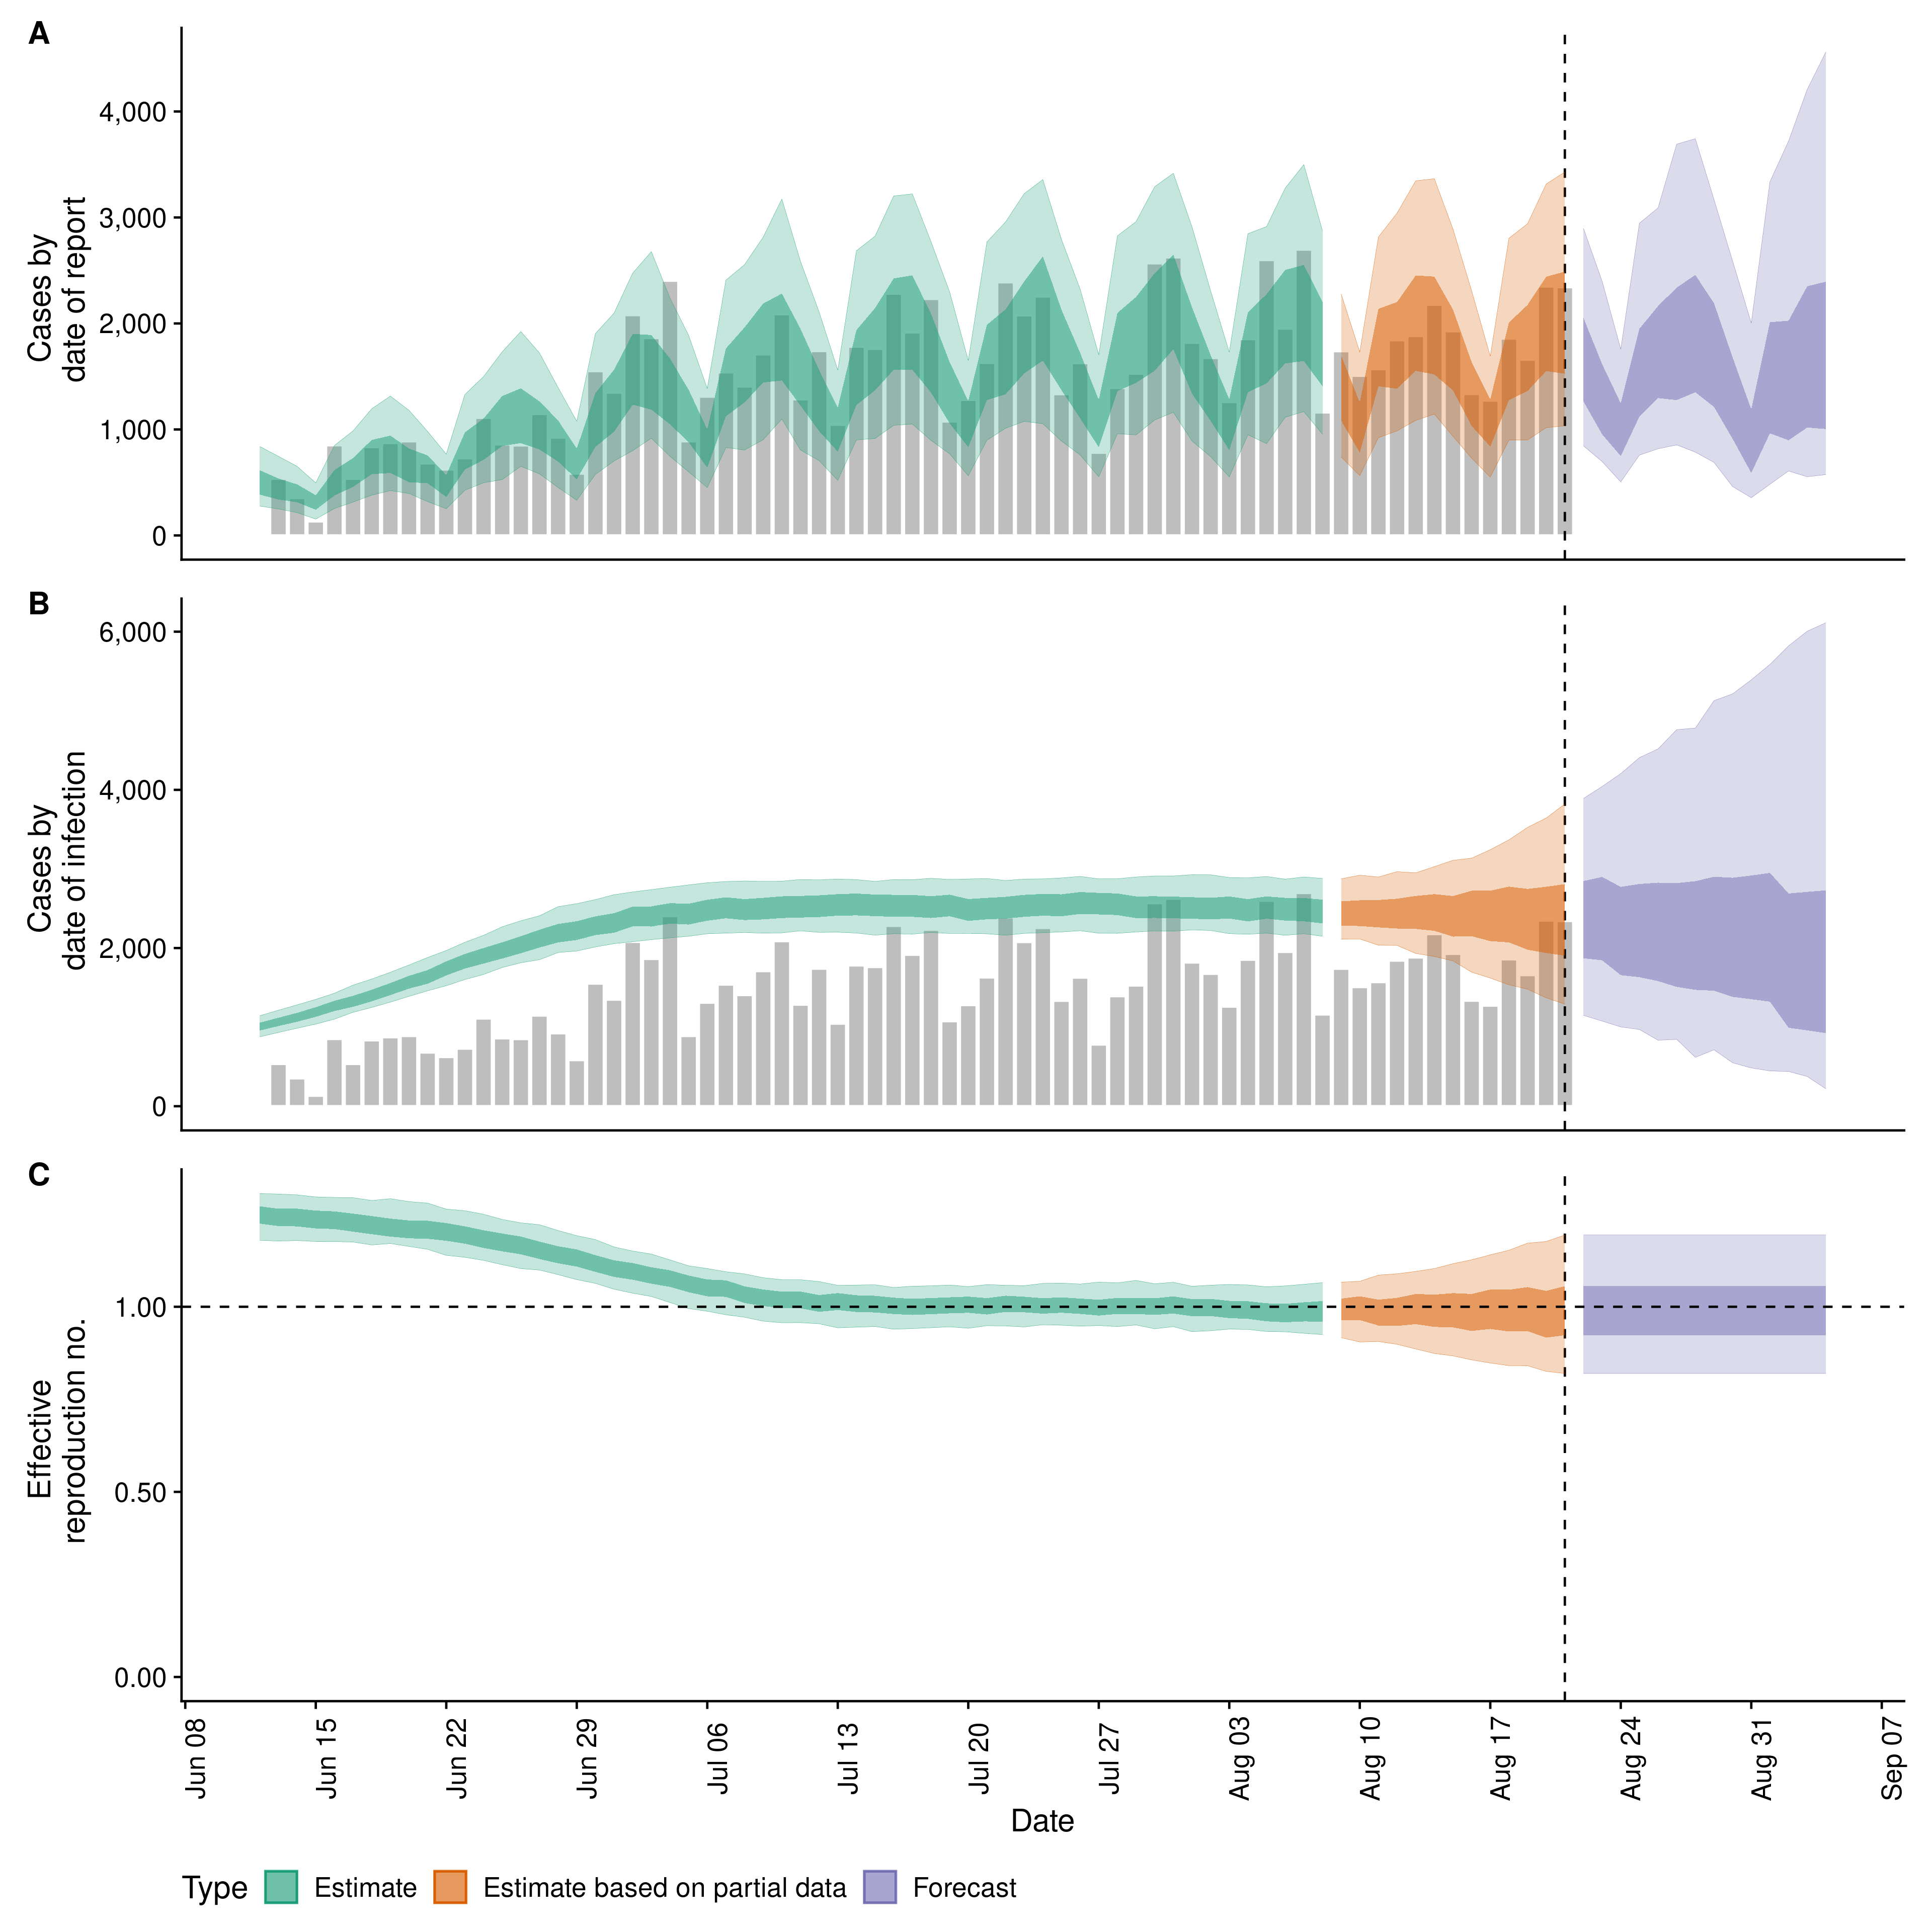 A
Cases by
date of report
4,000
3,000
2,000
1,000
0
B
Cases by
date of infection
6,000
4,000
2,000
0
C
Effective
reproduction no.
1.00
0.50
0.00
Jun 08
Jun 15
Jun 22
Jun 29
Jul 06
Jul 13
Jul 20
Jul 27
Aug 03
Aug 10
Aug 17
Aug 24
Aug 31
Sep 07
Date
Type Estimate Estimate based on partial data Forecast